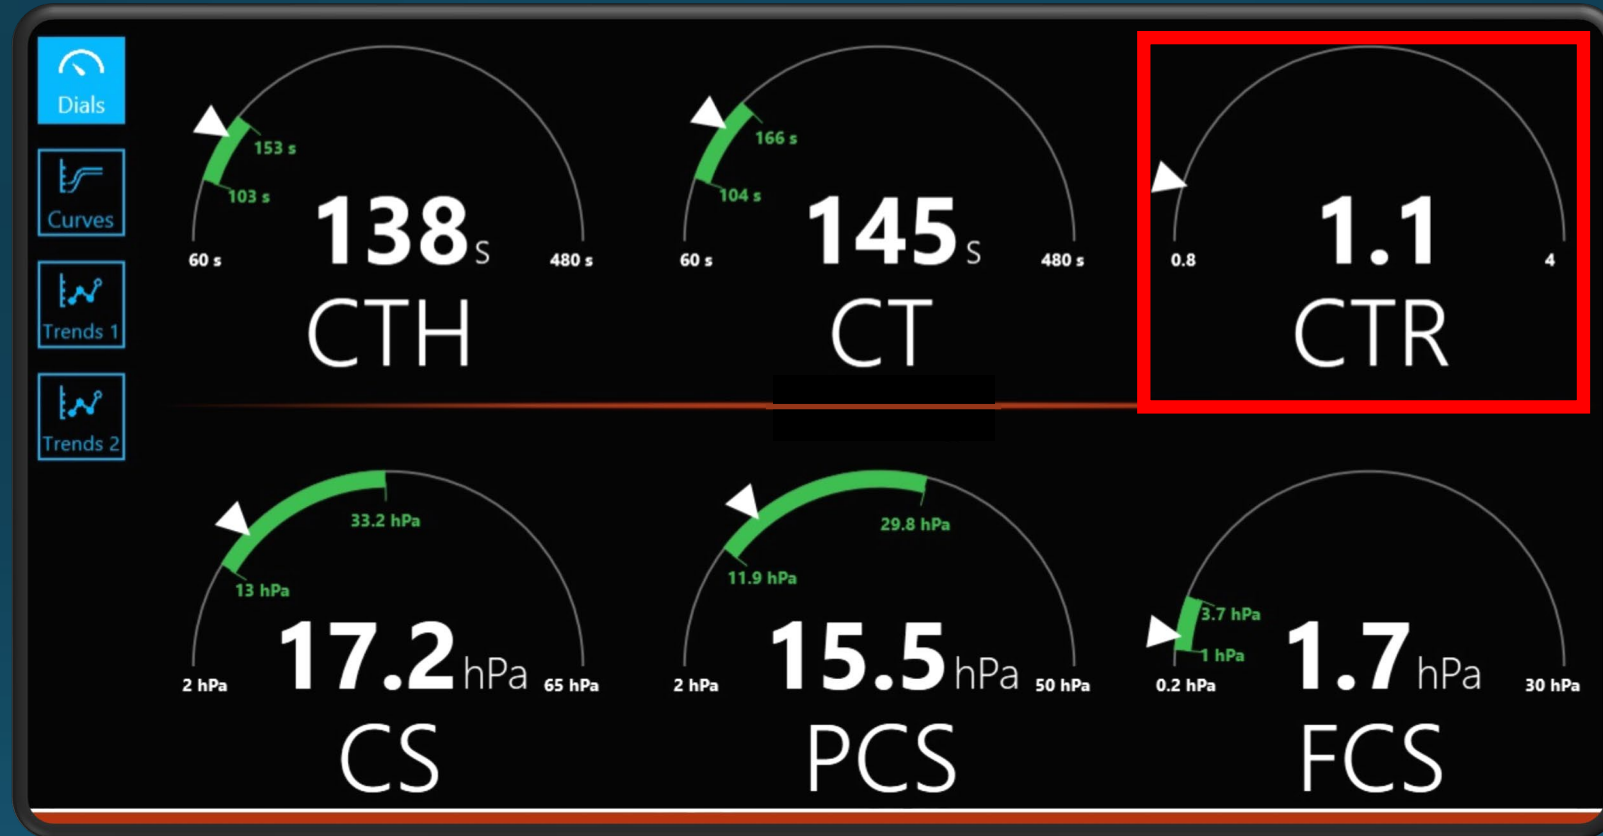 Dials
Curves
Trends 1
Trends 2
153 s
103 s
138 s
60 s
480 s
CTH
166 s
104 s
145 s
60 s
480 s
CT
1.1
0.8
4
CTR
33.2 hPa
13 hPa
17.2 hPa
2 hPa
65 hPa
CS
29.8 hPa
11.9 hPa
15.5 hPa
2 hPa
50 hPa
PCS
3.7 hPa
1 hPa
1.7 hPa
0.2 hPa
30 hPa
FCS